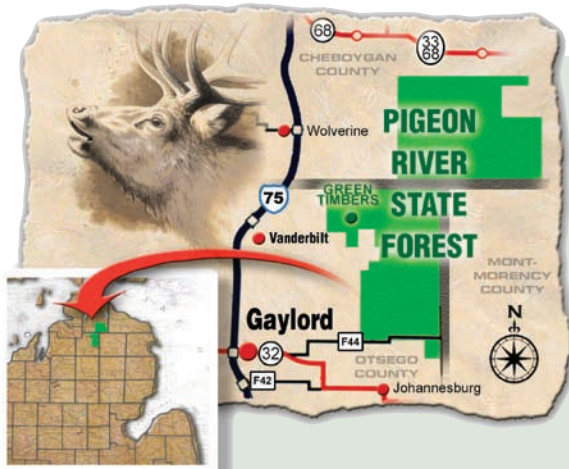 68
33
68
CHEBOYGAN
COUNTY
Wolverine
PIGEON
RIVER
STATE
FOREST
75
GREEN
TIMBERS
Vanderbilt
MONT-
MORENCY
COUNTY
Gaylord
N
32
F44
OTSEGO
COUNTY
F42
Johannesburg